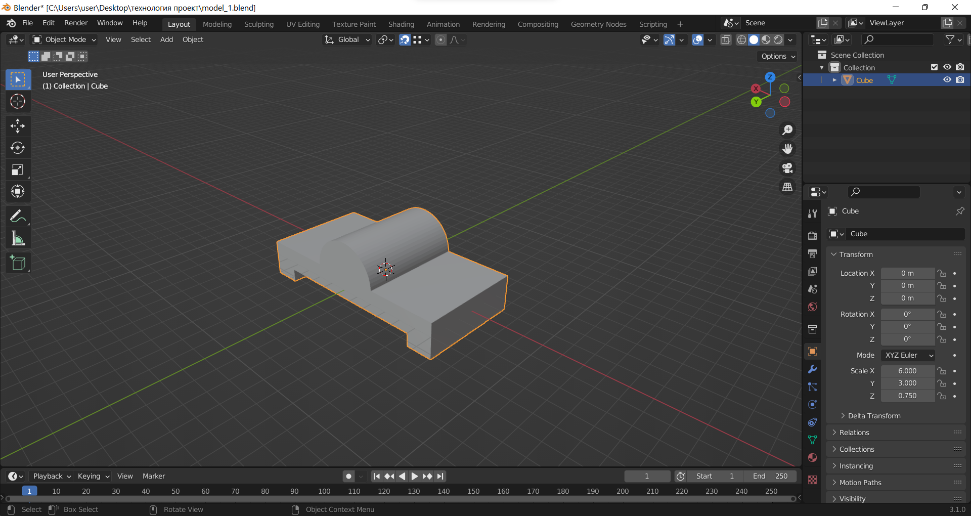 Blender* [C:\Users\user\Desktop\технология проект\model_1.blend]
File Edit Render Window Help Layout Modeling Sculpting UV Editing Texture Paint Shading Animation Rendering Compositing Geometry Nodes Scripting + Scene ViewLayer
Object Mode View Select Add Object Global
Options
User Perspective
(1) Collection | Cube
Z
X
Y
Scene Collection
Collection
Cube
Cube
Cube
Transform
Location X 0 m
Y 0 m
Z 0 m
Rotation X 0°
Y 0°
Z 0°
Mode XYZ Euler
Scale X 6.000
Y 3.000
Z 0.750
Delta Transform
Relations
Collections
Instancing
Motion Paths
Visibility
Playback Keying View Marker 1 Start 1 End 250
1 10 20 30 40 50 60 70 80 90 100 110 120 130 140 150 160 170 180 190 200 210 220 230 240 250
Select Box Select Rotate View Object Context Menu 3.1.0